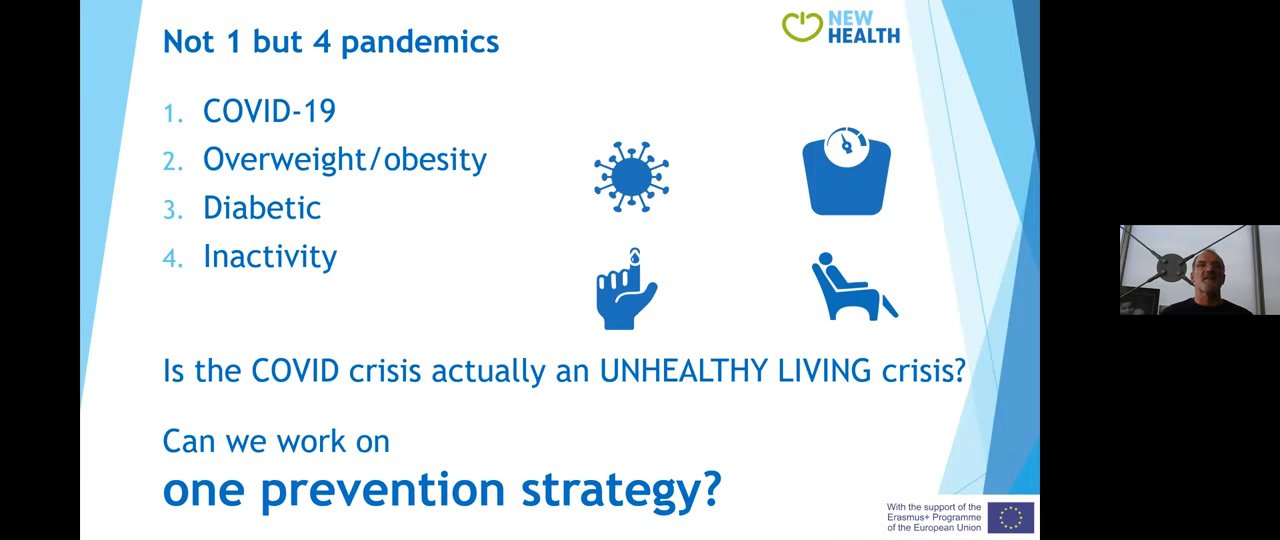 Not 1 but 4 pandemics
NEW
HEALTH
1. COVID-19
2. Overweight/obesity
3. Diabetic
4. Inactivity
Is the COVID crisis actually an UNHEALTHY LIVING crisis?
Can we work on
one prevention strategy?
With the support of the
Erasmus+ Programme
of the European Union